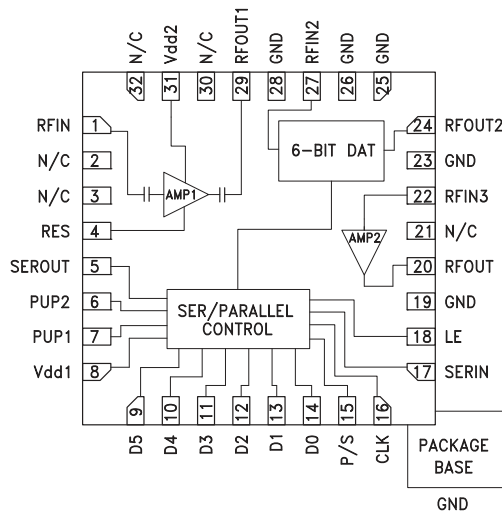 N/C
Vdd2
N/C
RFOUT1
GND
RFIN2
GND
GND
32
31
30
29
28
27
26
25
RFIN 1
N/C 2
N/C 3
RES 4
SEROUT 5
PUP2 6
PUP1 7
Vdd1 8
AMP1
6-BIT DAT
AMP2
SER/PARALLEL
CONTROL
24 RFOUT2
23 GND
22 RFIN3
21 N/C
20 RFOUT
19 GND
18 LE
17 SERIN
9
10
11
12
13
14
15
16
D5
D4
D3
D2
D1
D0
P/S
CLK
PACKAGE
BASE
GND